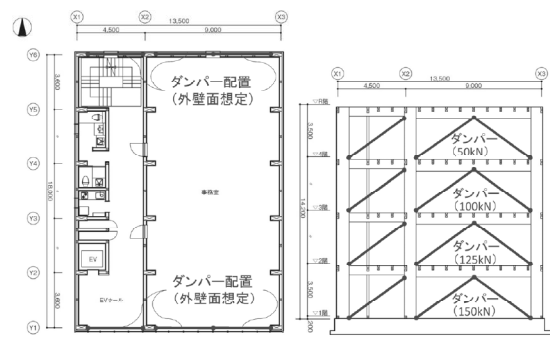 X1
X2
X3
13,500
4,500
9,000
Y6
Y5
Y4
Y3
Y2
Y1
3,600
18,000
3,600
ダンパー配置
(外壁面想定)
事務室
EV
EVホール
ダンパー配置
(外壁面想定)
X1
X2
X3
13,500
4,500
9,000
▽R階
▽4階
▽3階
▽2階
▽1階
3,500
14,200
3,500
200
ダンパー
(50kN)
ダンパー
(100kN)
ダンパー
(125kN)
ダンパー
(150kN)